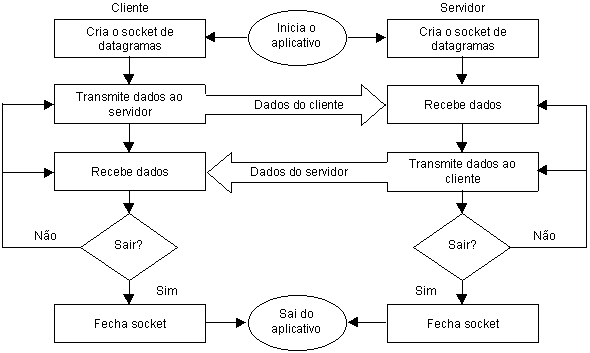 Cliente
Servidor
Inicia o
aplicativo
Cria o socket de
datagramas
Cria o socket de
datagramas
Transmite dados ao
servidor
Dados do cliente
Recebe dados
Recebe dados
Dados do servidor
Transmite dados ao
cliente
Não
Sair?
Sair?
Não
Sim
Sim
Fecha socket
Sai do
aplicativo
Fecha socket